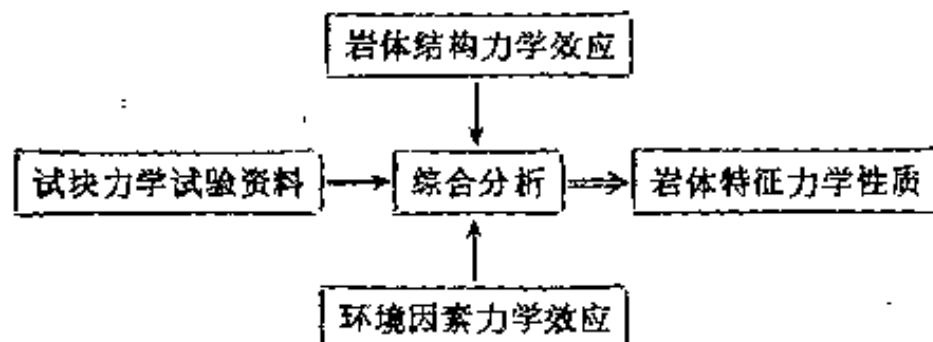 岩体结构力学效应
试块力学试验资料
综合分析
岩体特征力学性质
环境因素力学效应